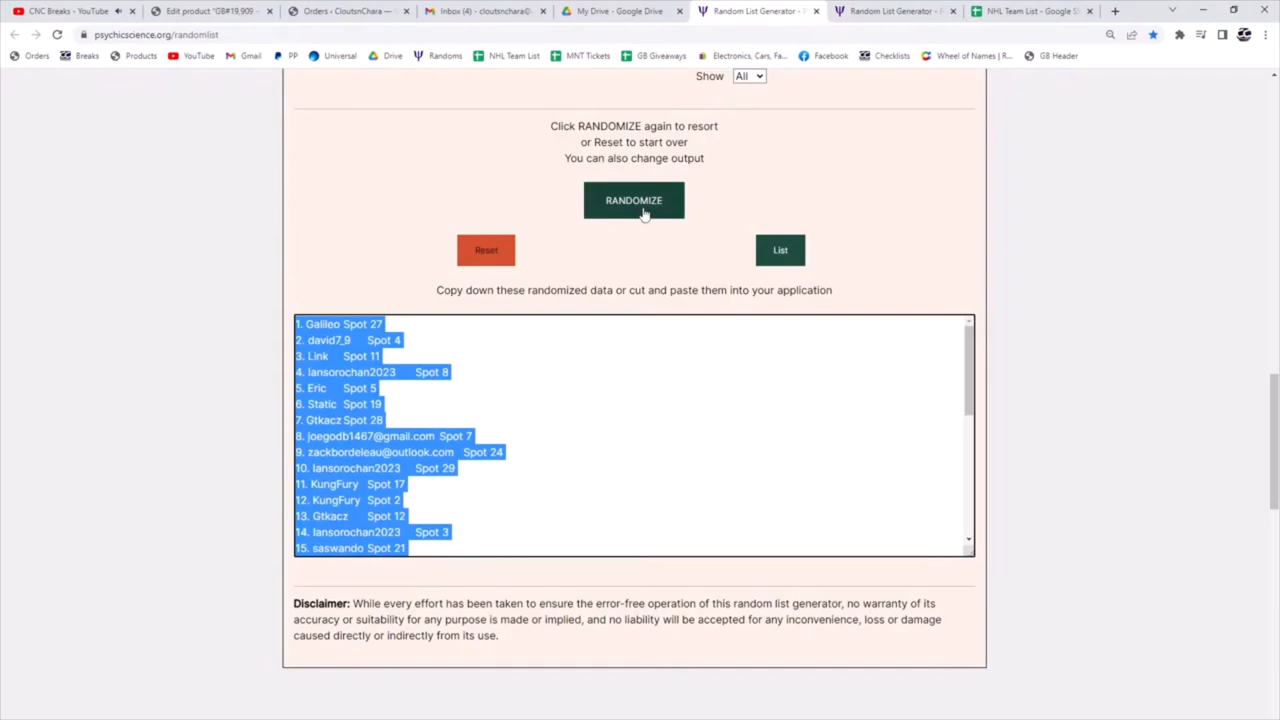 CNC Breaks - YouTube
Edit product "GB#19,909 -
Orders ‹ CloutsnChara —
Inbox (4) - cloutsnchara@
My Drive - Google Drive
Random List Generator - P
Random List Generator - P
NHL Team List - Google S
psychicscience.org/randomlist
Orders
Breaks
Products
YouTube
Gmail
PP
Universal
Drive
Randoms
NHL Team List
MNT Tickets
GB Giveaways
Electronics, Cars, Fa...
Facebook
Checklists
Wheel of Names | R...
GB Header
Show All
Click RANDOMIZE again to resort
or Reset to start over
You can also change output
RANDOMIZE
Reset
List
Copy down these randomized data or cut and paste them into your application
1. Galileo Spot 27
2. david7_9 Spot 4
3. Link Spot 11
4. Iansorochan2023 Spot 8
5. Eric Spot 5
6. Static Spot 19
7. Gtkacz Spot 28
8. joegodb1467@gmail.com Spot 7
9. zackbordeleau@outlook.com Spot 24
10. Iansorochan2023 Spot 29
11. KungFury Spot 17
12. KungFury Spot 2
13. Gtkacz Spot 12
14. Iansorochan2023 Spot 3
15. saswando Spot 21
Disclaimer: While every effort has been taken to ensure the error-free operation of this random list generator, no warranty of its
accuracy or suitability for any purpose is made or implied, and no liability will be accepted for any inconvenience, loss or damage
caused directly or indirectly from its use.